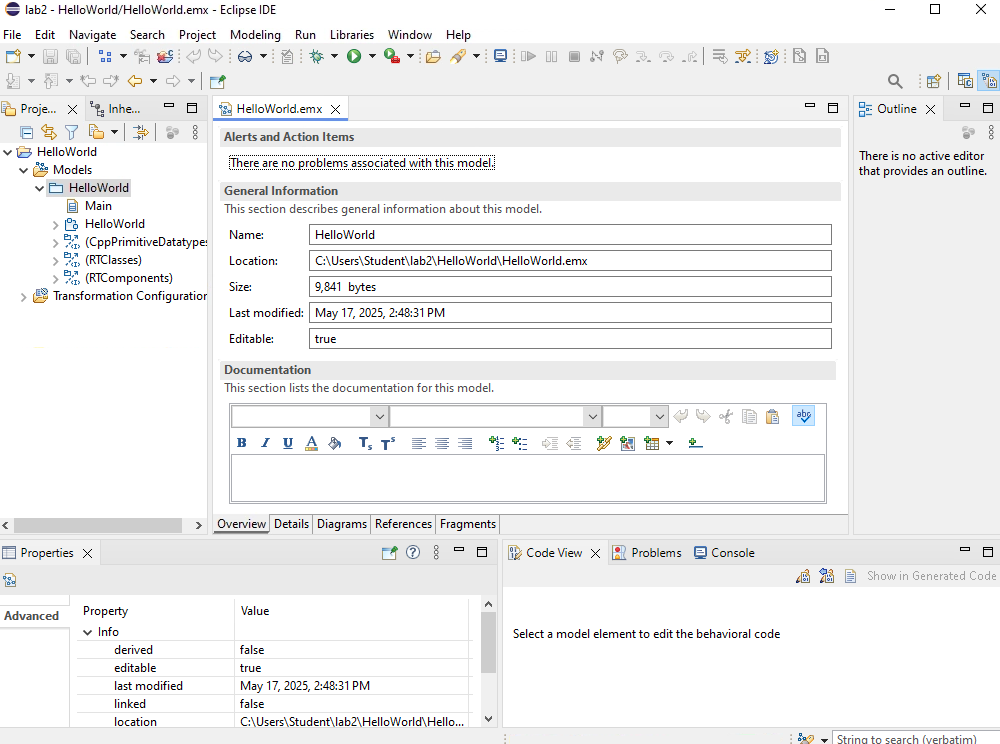 lab2 - HelloWorld/HelloWorld.emx - Eclipse IDE
File Edit Navigate Search Project Modeling Run Libraries Window Help
Proje...
Inhe...
HelloWorld
Models
HelloWorld
Main
HelloWorld
(CppPrimitiveDatatypes
(RTClasses)
(RTComponents)
Transformation Configuration
HelloWorld.emx
Alerts and Action Items
There are no problems associated with this model.
General Information
This section describes general information about this model.
Name: HelloWorld
Location: C:\Users\Student\lab2\HelloWorld\HelloWorld.emx
Size: 9,841 bytes
Last modified: May 17, 2025, 2:48:31 PM
Editable: true
Documentation
This section lists the documentation for this model.
Overview Details Diagrams References Fragments
Outline
There is no active editor
that provides an outline.
Properties
Advanced
Property Value
Info
derived false
editable true
last modified May 17, 2025, 2:48:31 PM
linked false
location C:\Users\Student\lab2\HelloWorld\Hello...
Code View Problems Console
Show in Generated Code
Select a model element to edit the behavioral code
String to search (verbatim)